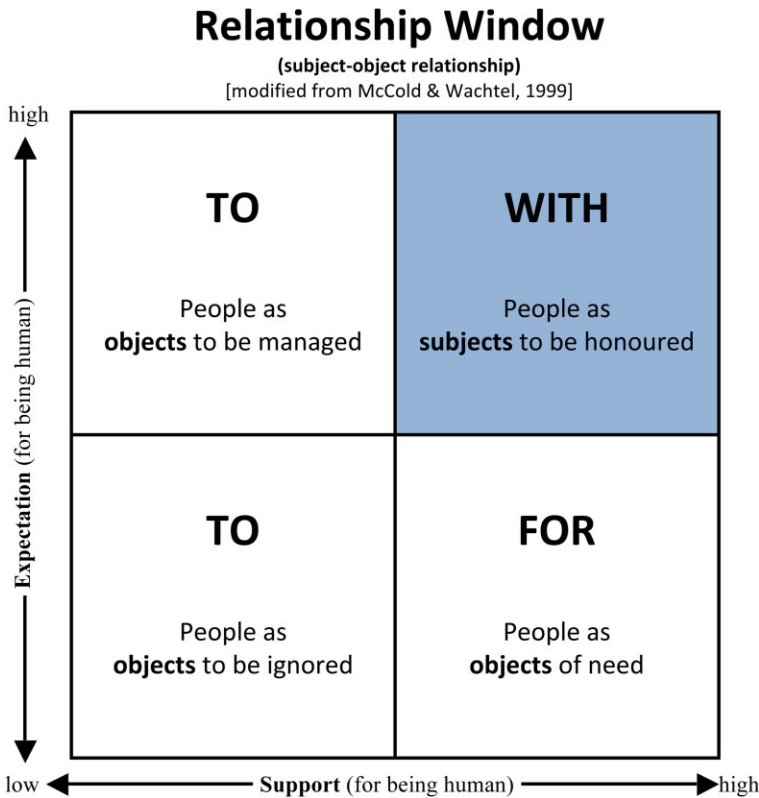 Relationship Window
(subject-object relationship)
[modified from McCold & Wachtel, 1999]
high
TO
People as
objects to be managed
WITH
People as
subjects to be honoured
Expectation (for being human)
TO
People as
objects to be ignored
FOR
People as
objects of need
low
Support (for being human)
high